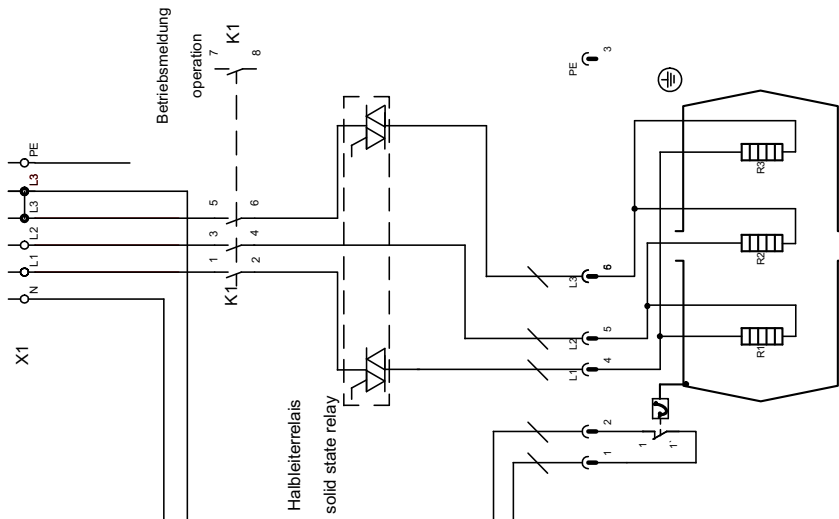 X1
N
L1
L2
L3
L3
PE
Betriebsmeldung
operation
K1
7
8
K1
1
2
3
4
5
6
Halbleiterrelais
solid state relay
L1
4
L2
5
L3
6
PE
3
1
2
1
1'
R1
R2
R3